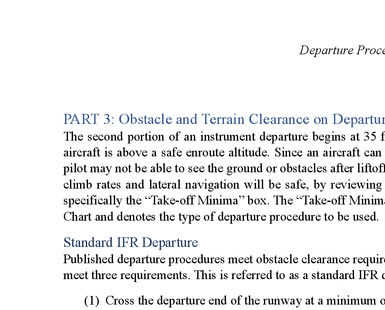 Departure Proce
PART 3: Obstacle and Terrain Clearance on Departur
The second portion of an instrument departure begins at 35 f
aircraft is above a safe enroute altitude. Since an aircraft can
pilot may not be able to see the ground or obstacles after liftoff
climb rates and lateral navigation will be safe, by reviewing
specifically the “Take-off Minima” box. The “Take-off Minima
Chart and denotes the type of departure procedure to be used.
Standard IFR Departure
Published departure procedures meet obstacle clearance require
meet three requirements. This is referred to as a standard IFR d
(1) Cross the departure end of the runway at a minimum o